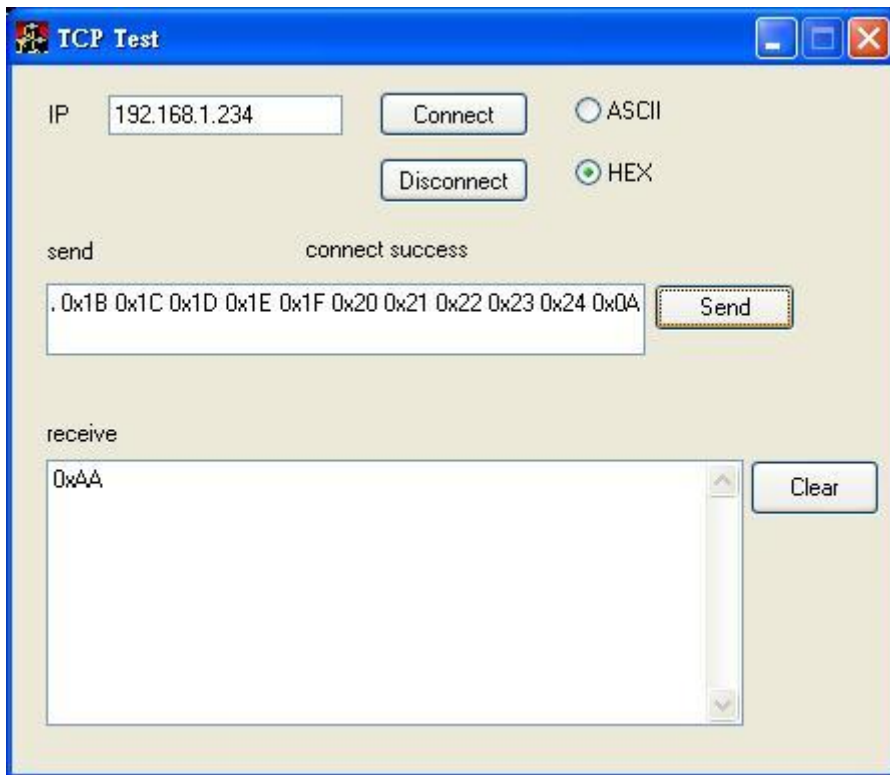 TCP Test
IP 192.168.1.234 Connect ASCII
Disconnect HEX
send connect success
. 0x1B 0x1C 0x1D 0x1E 0x1F 0x20 0x21 0x22 0x23 0x24 0x0A Send
receive
0xAA Clear